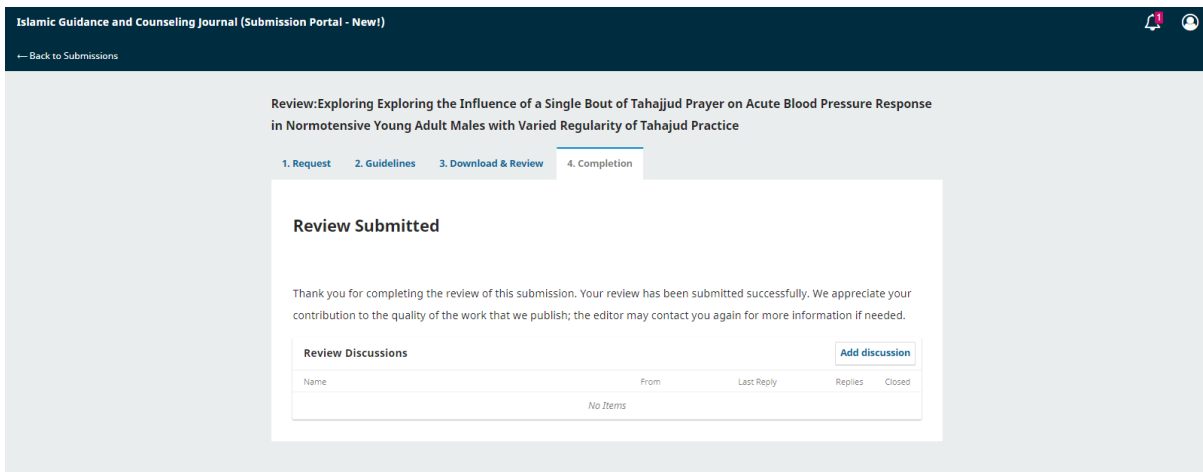 Islamic Guidance and Counseling Journal (Submission Portal - New!)
1
← Back to Submissions
Review:Exploring Exploring the Influence of a Single Bout of Tahajjud Prayer on Acute Blood Pressure Response
in Normotensive Young Adult Males with Varied Regularity of Tahajud Practice
1. Request 2. Guidelines 3. Download & Review 4. Completion
Review Submitted
Thank you for completing the review of this submission. Your review has been submitted successfully. We appreciate your
contribution to the quality of the work that we publish; the editor may contact you again for more information if needed.
Review Discussions Add discussion
Name From Last Reply Replies Closed
No Items